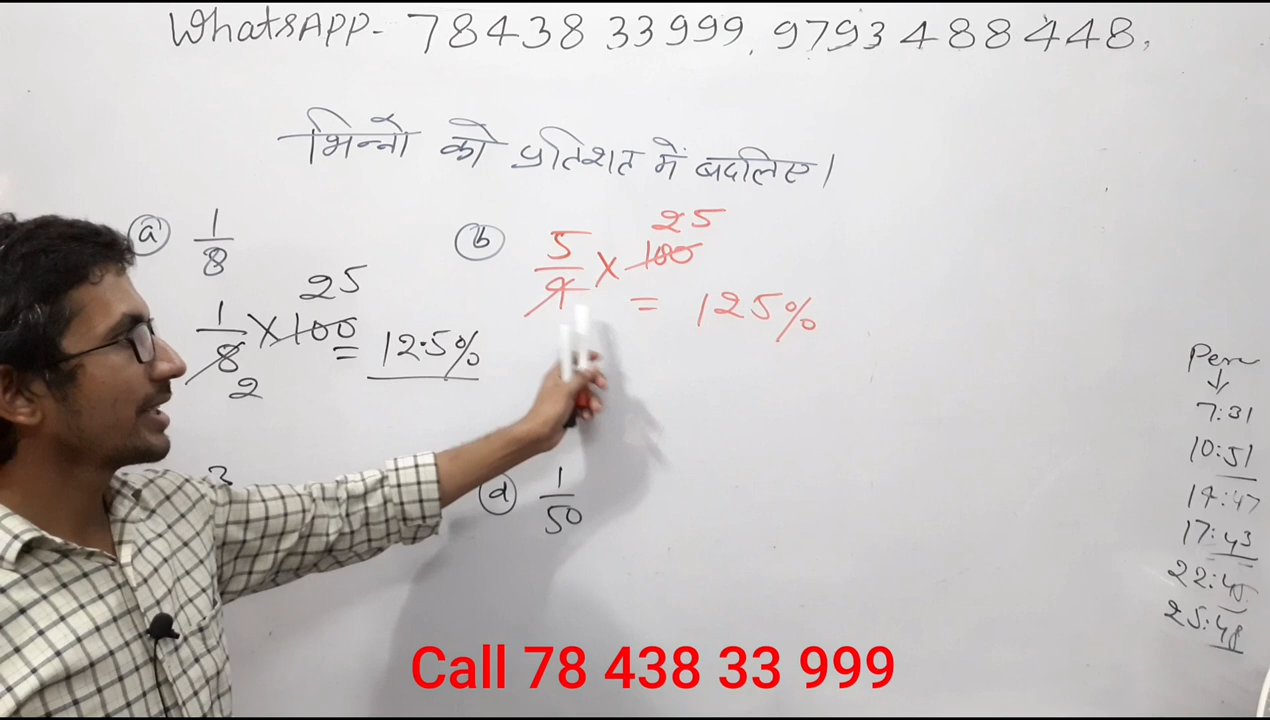 WhatsAPP- 78438 33999, 9793488448.
भिन्नो को प्रतिशत में बदलिए।
(a) 1/8
1/8 × 100 = 12.5%
25
2
(b) 5/4 × 100 = 125%
25
3
(d) 1/50
Perc
↓
7:31
10:51
14:47
17:43
22:45
25:48
Call 78 438 33 999